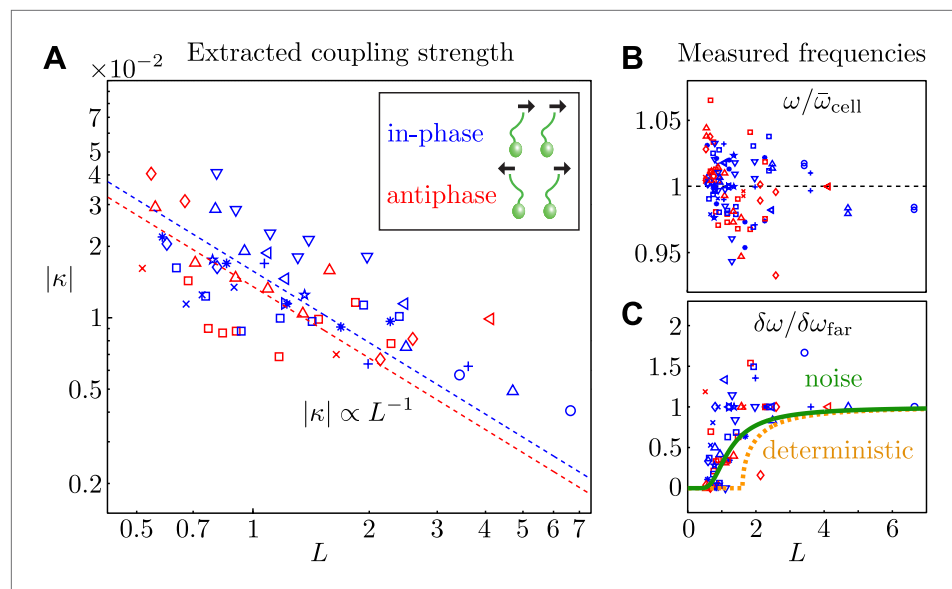 A Extracted coupling strength
×10⁻²
7
5
4
3
2
1
0.5
0.2
|κ|
in-phase
antiphase
|κ| ∝ L⁻¹
0.5 0.7 1 2 3 4 5 6 7
L
B Measured frequencies
ω/ω̄cell
1.05
1
0.95
C
δω/δωfar
2
1.5
1
0.5
0
noise
deterministic
0 2 4 6
L